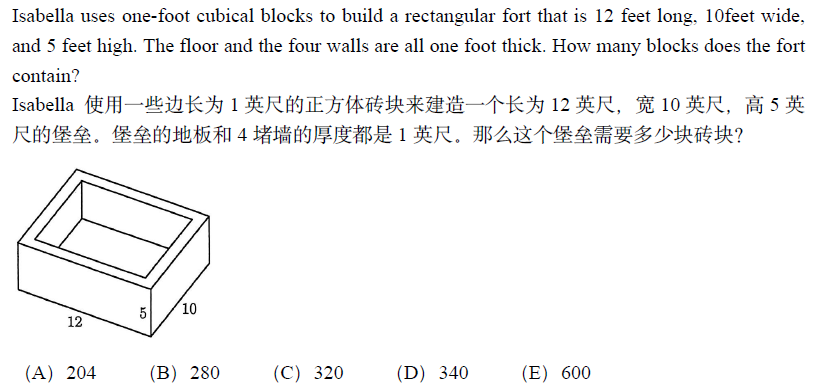 Isabella uses one-foot cubical blocks to build a rectangular fort that is 12 feet long, 10feet wide,
and 5 feet high. The floor and the four walls are all one foot thick. How many blocks does the fort
contain?
Isabella 使用一些边长为 1 英尺的正方体砖块来建造一个长为 12 英尺，宽 10 英尺，高 5 英
尺的堡垒。堡垒的地板和 4 堵墙的厚度都是 1 英尺。那么这个堡垒需要多少块砖块？
5
10
12
(A) 204 (B) 280 (C) 320 (D) 340 (E) 600